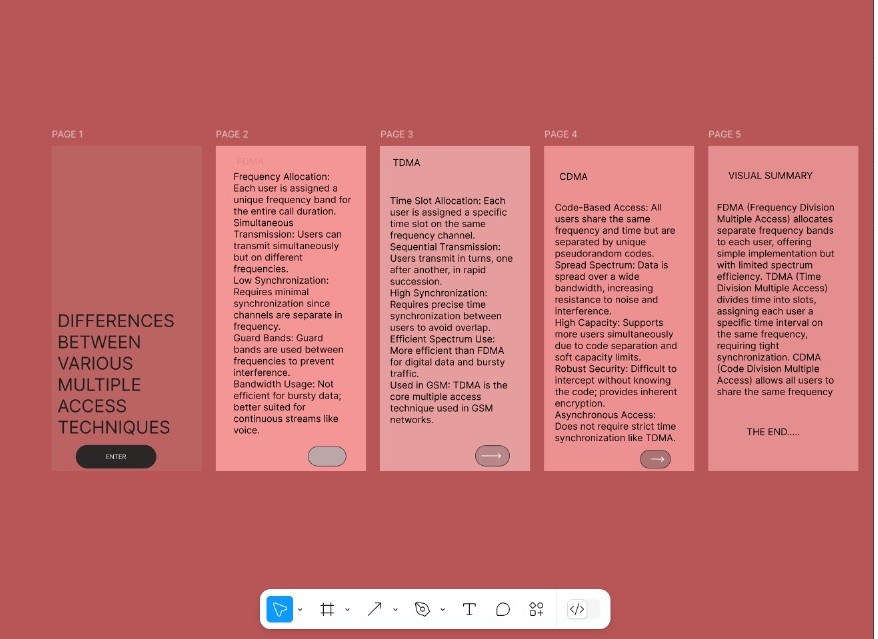 PAGE 1
DIFFERENCES
BETWEEN
VARIOUS
MULTIPLE
ACCESS
TECHNIQUES
ENTER
PAGE 2
FDMA
Frequency Allocation:
Each user is assigned a
unique frequency band for
the entire call duration.
Simultaneous
Transmission: Users can
transmit simultaneously
but on different
frequencies.
Low Synchronization:
Requires minimal
synchronization since
channels are separate in
frequency.
Guard Bands: Guard
bands are used between
frequencies to prevent
interference.
Bandwidth Usage: Not
efficient for bursty data;
better suited for
continuous streams like
voice.
PAGE 3
TDMA
Time Slot Allocation: Each
user is assigned a specific
time slot on the same
frequency channel.
Sequential Transmission:
Users transmit in turns, one
after another, in rapid
succession.
High Synchronization:
Requires precise time
synchronization between
users to avoid overlap.
Efficient Spectrum Use:
More efficient than FDMA
for digital data and bursty
traffic.
Used in GSM: TDMA is the
core multiple access
technique used in GSM
networks.
PAGE 4
CDMA
Code-Based Access: All
users share the same
frequency and time but are
separated by unique
pseudorandom codes.
Spread Spectrum: Data is
spread over a wide
bandwidth, increasing
resistance to noise and
interference.
High Capacity: Supports
more users simultaneously
due to code separation and
soft capacity limits.
Robust Security: Difficult to
intercept without knowing
the code; provides inherent
encryption.
Asynchronous Access:
Does not require strict time
synchronization like TDMA.
PAGE 5
VISUAL SUMMARY
FDMA (Frequency Division
Multiple Access) allocates
separate frequency bands
to each user, offering
simple implementation but
with limited spectrum
efficiency. TDMA (Time
Division Multiple Access)
divides time into slots,
assigning each user a
specific time interval on
the same frequency,
requiring tight
synchronization. CDMA
(Code Division Multiple
Access) allows all users to
share the same frequency
THE END.....